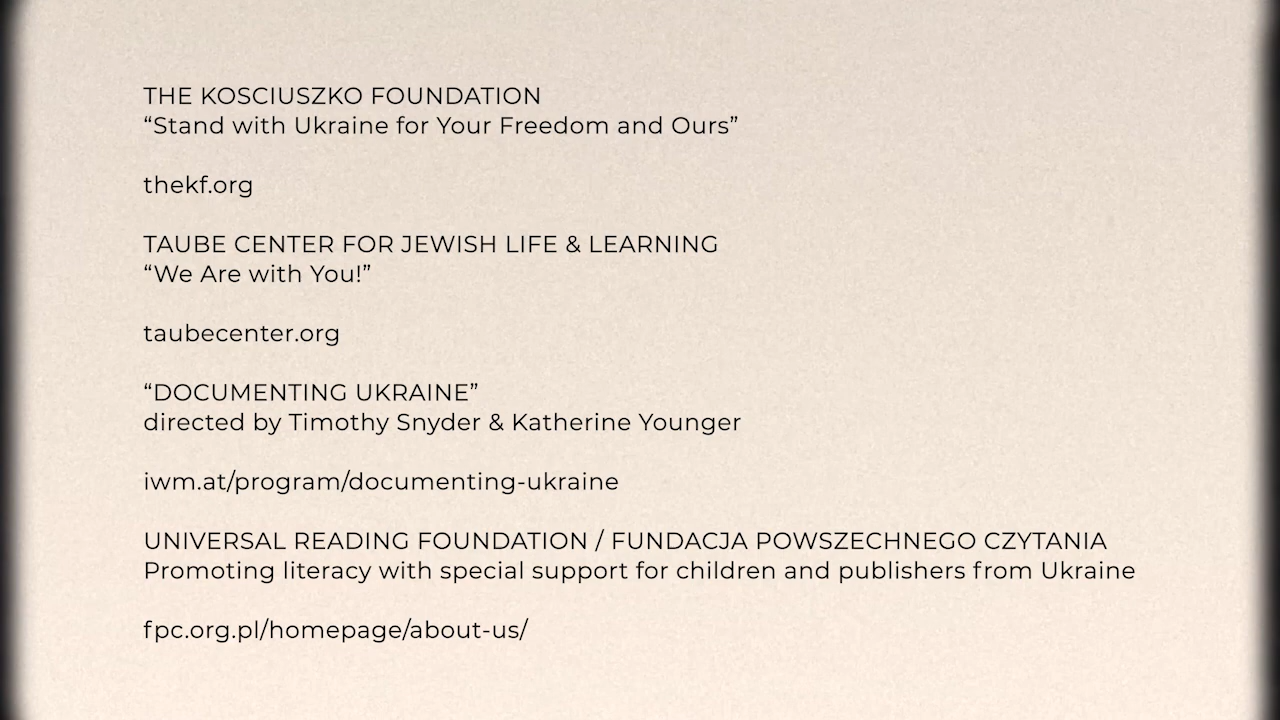 THE KOSCIUSZKO FOUNDATION
“Stand with Ukraine for Your Freedom and Ours”
thekf.org
TAUBE CENTER FOR JEWISH LIFE & LEARNING
“We Are with You!”
taubecenter.org
“DOCUMENTING UKRAINE”
directed by Timothy Snyder & Katherine Younger
iwm.at/program/documenting-ukraine
UNIVERSAL READING FOUNDATION / FUNDACJA POWSZECHNEGO CZYTANIA
Promoting literacy with special support for children and publishers from Ukraine
fpc.org.pl/homepage/about-us/